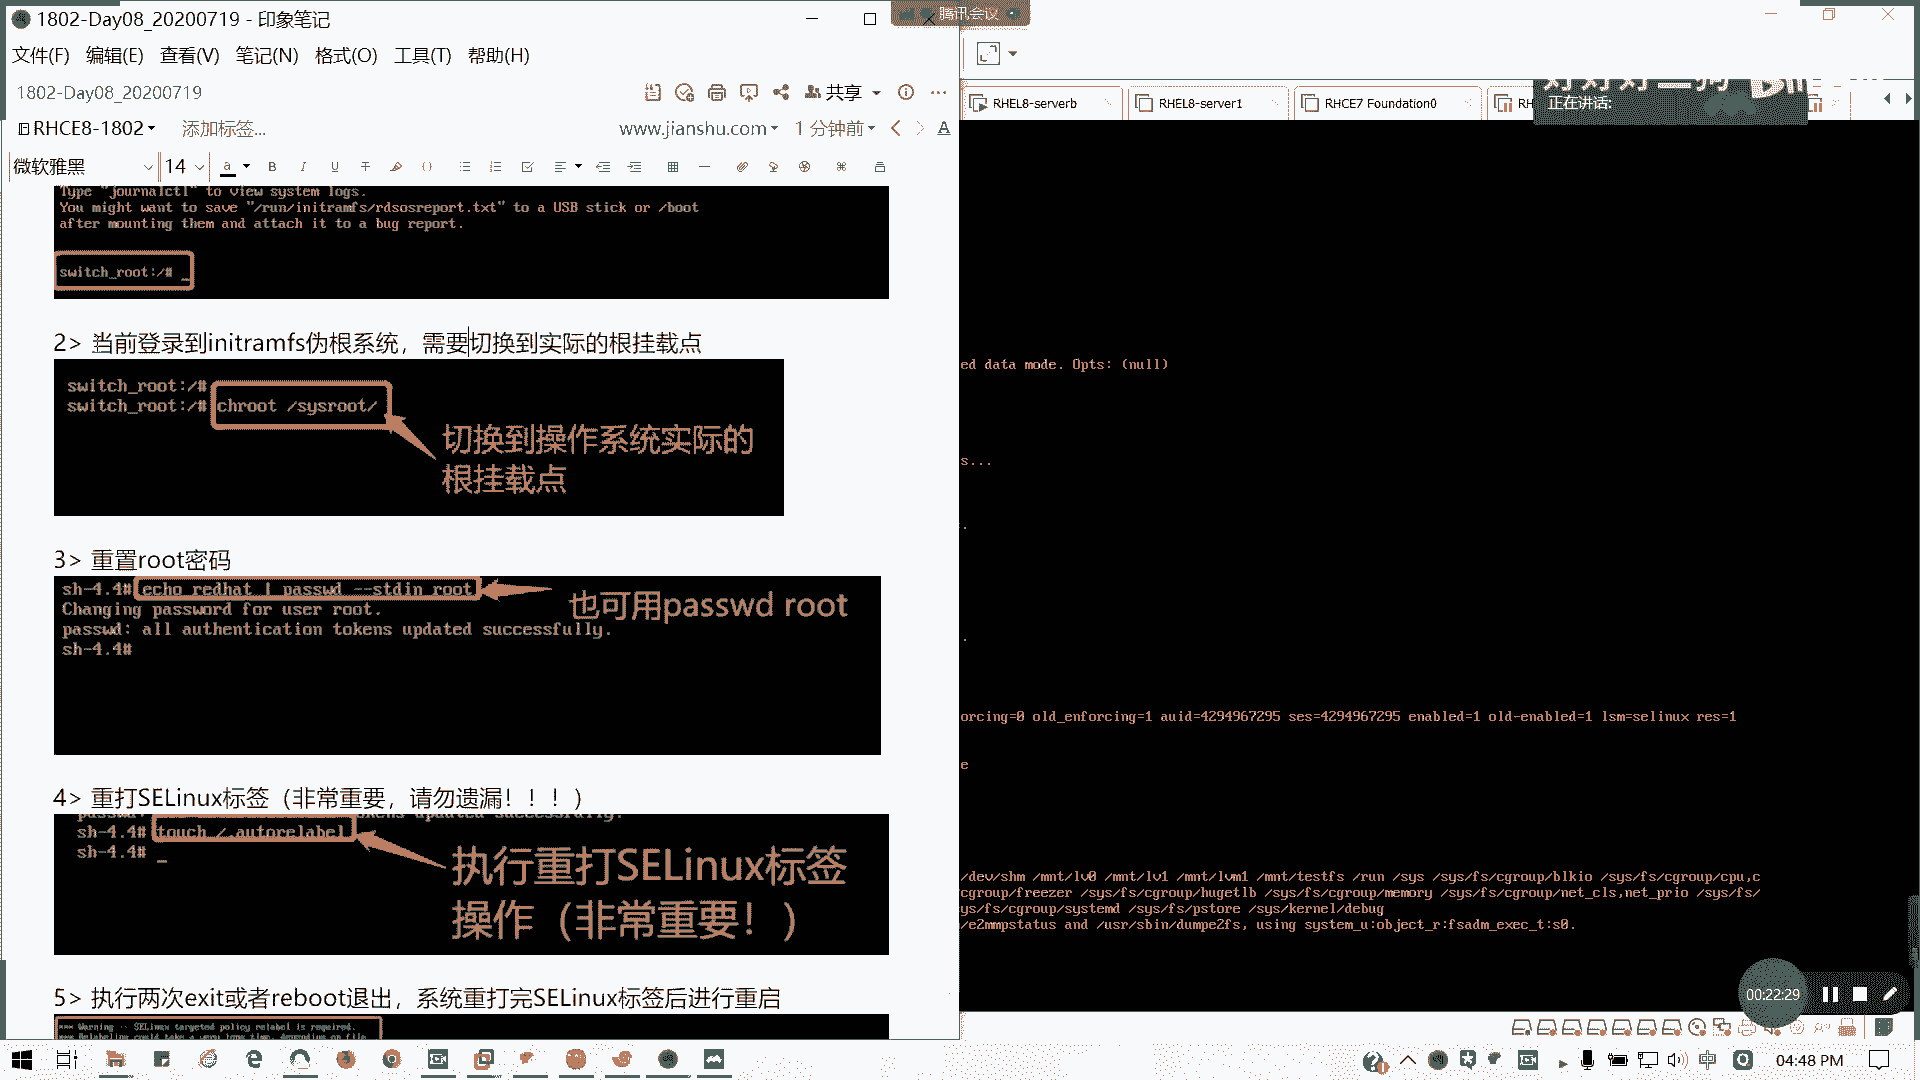 1802-Day08_20200719 - 印象笔记
腾讯会议
文件(F) 编辑(E) 查看(V) 笔记(N) 格式(O) 工具(T) 帮助(H)
1802-Day08_20200719
共享
RHCE8-1802
添加标签...
www.jianshu.com
1 分钟前
微软雅黑
14
Type "journalctl" to view system logs.
You might want to save "/run/initramfs/rdsosreport.txt" to a USB stick or /boot
after mounting them and attach it to a bug report.
switch_root:/# _
2> 当前登录到initramfs伪根系统，需要切换到实际的根挂载点
switch_root:/#
switch_root:/# chroot /sysroot/
切换到操作系统实际的
根挂载点
3> 重置root密码
sh-4.4# echo redhat | passwd --stdin root
Changing password for user root.
passwd: all authentication tokens updated successfully.
sh-4.4#
也可用passwd root
4> 重打SELinux标签（非常重要，请勿遗漏！！！）
sh-4.4# touch /.autorelabel
sh-4.4# _
执行重打SELinux标签
操作（非常重要！）
5> 执行两次exit或者reboot退出，系统重打完SELinux标签后进行重启
*** Warning -- SELinux targeted policy relabel is required.
RHEL8-serverb
RHEL8-server1
RHCE7 Foundation0
RH
正在讲话:
ed data mode. Opts: (null)
s...
.
.
orcing=0 old_enforcing=1 auid=4294967295 ses=4294967295 enabled=1 old-enabled=1 lsm=selinux res=1
e
/dev/shm /mnt/lv0 /mnt/lv1 /mnt/lvm1 /mnt/testfs /run /sys /sys/fs/cgroup/blkio /sys/fs/cgroup/cpu,c
/cgroup/freezer /sys/fs/cgroup/hugetlb /sys/fs/cgroup/memory /sys/fs/cgroup/net_cls,net_prio /sys/fs/
ys/fs/cgroup/systemd /sys/fs/pstore /sys/kernel/debug
/e2mmpstatus and /usr/sbin/dumpe2fs, using system_u:object_r:fsadm_exec_t:s0.
00:22:29
中
04:48 PM